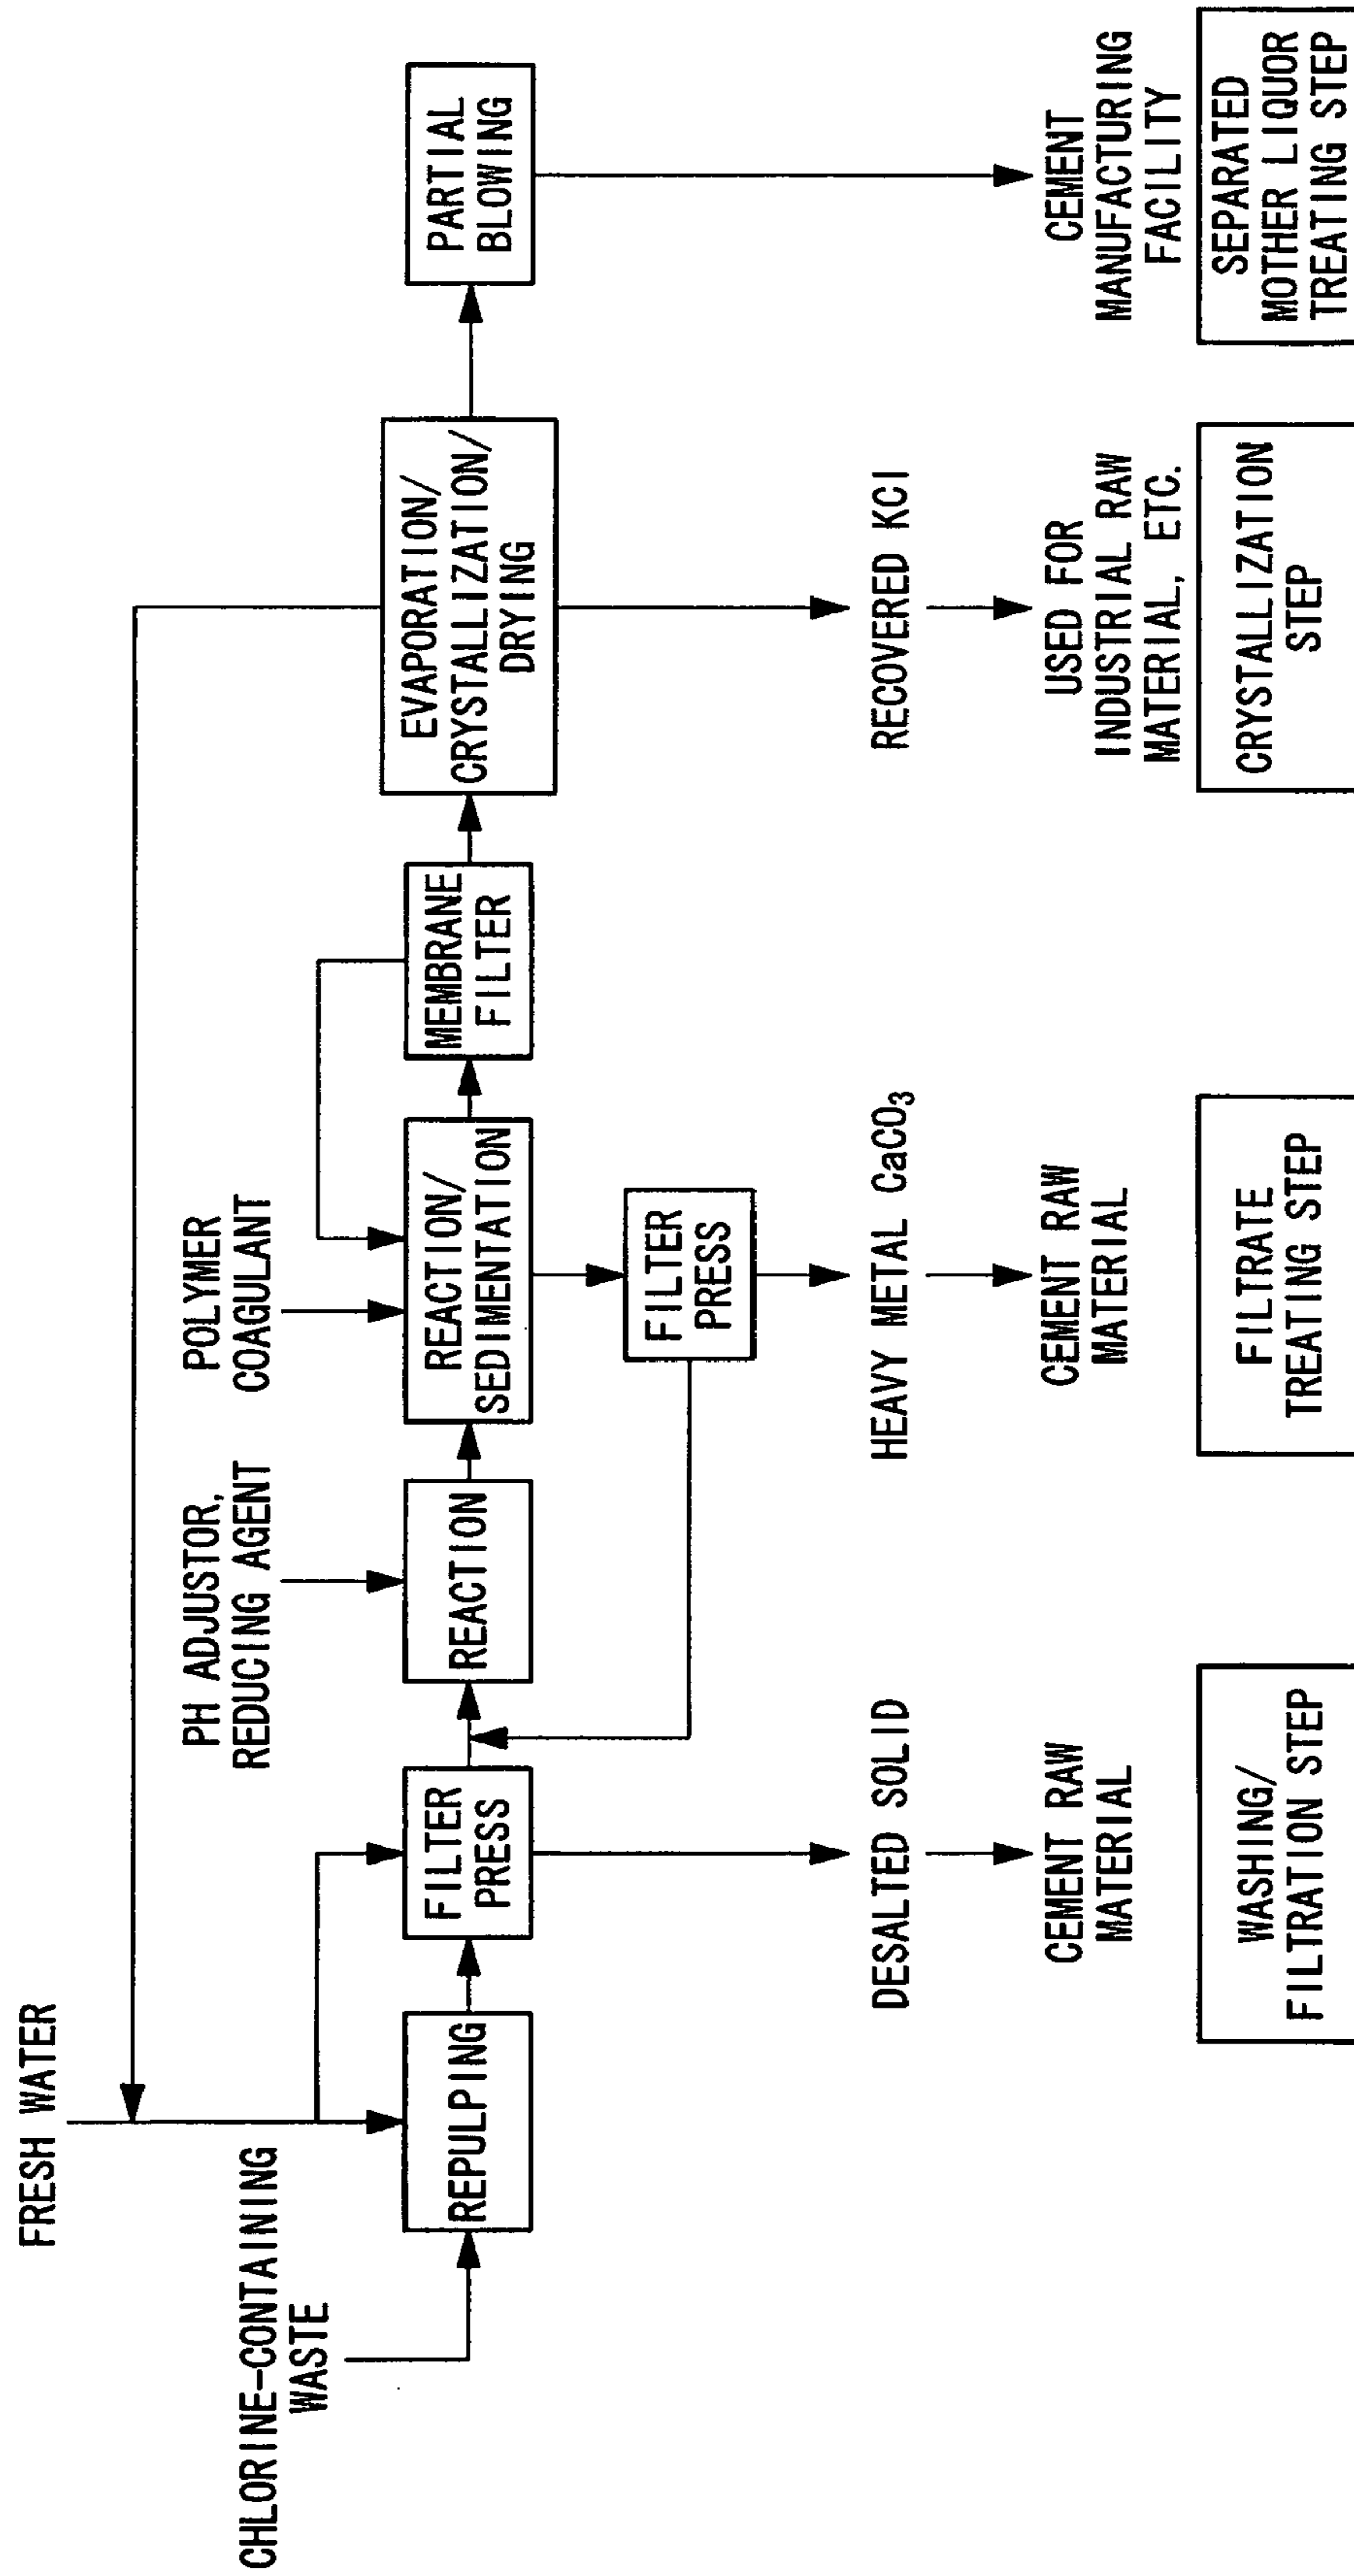 FRESH WATER
CHLORINE-CONTAINING
WASTE
PH ADJUSTOR,
REDUCING AGENT
POLYMER
COAGULANT
REPULPING
FILTER
PRESS
REACTION
REACTION/
SEDIMENTATION
MEMBRANE
FILTER
EVAPORATION/
CRYSTALLIZATION/
DRYING
PARTIAL
BLOWING
FILTER
PRESS
DESALTED SOLID
HEAVY METAL CaCO₃
RECOVERED KCl
CEMENT RAW
MATERIAL
CEMENT RAW
MATERIAL
USED FOR
INDUSTRIAL RAW
MATERIAL, ETC.
CEMENT
MANUFACTURING
FACILITY
WASHING/
FILTRATION STEP
FILTRATE
TREATING STEP
CRYSTALLIZATION
STEP
SEPARATED
MOTHER LIQUOR
TREATING STEP